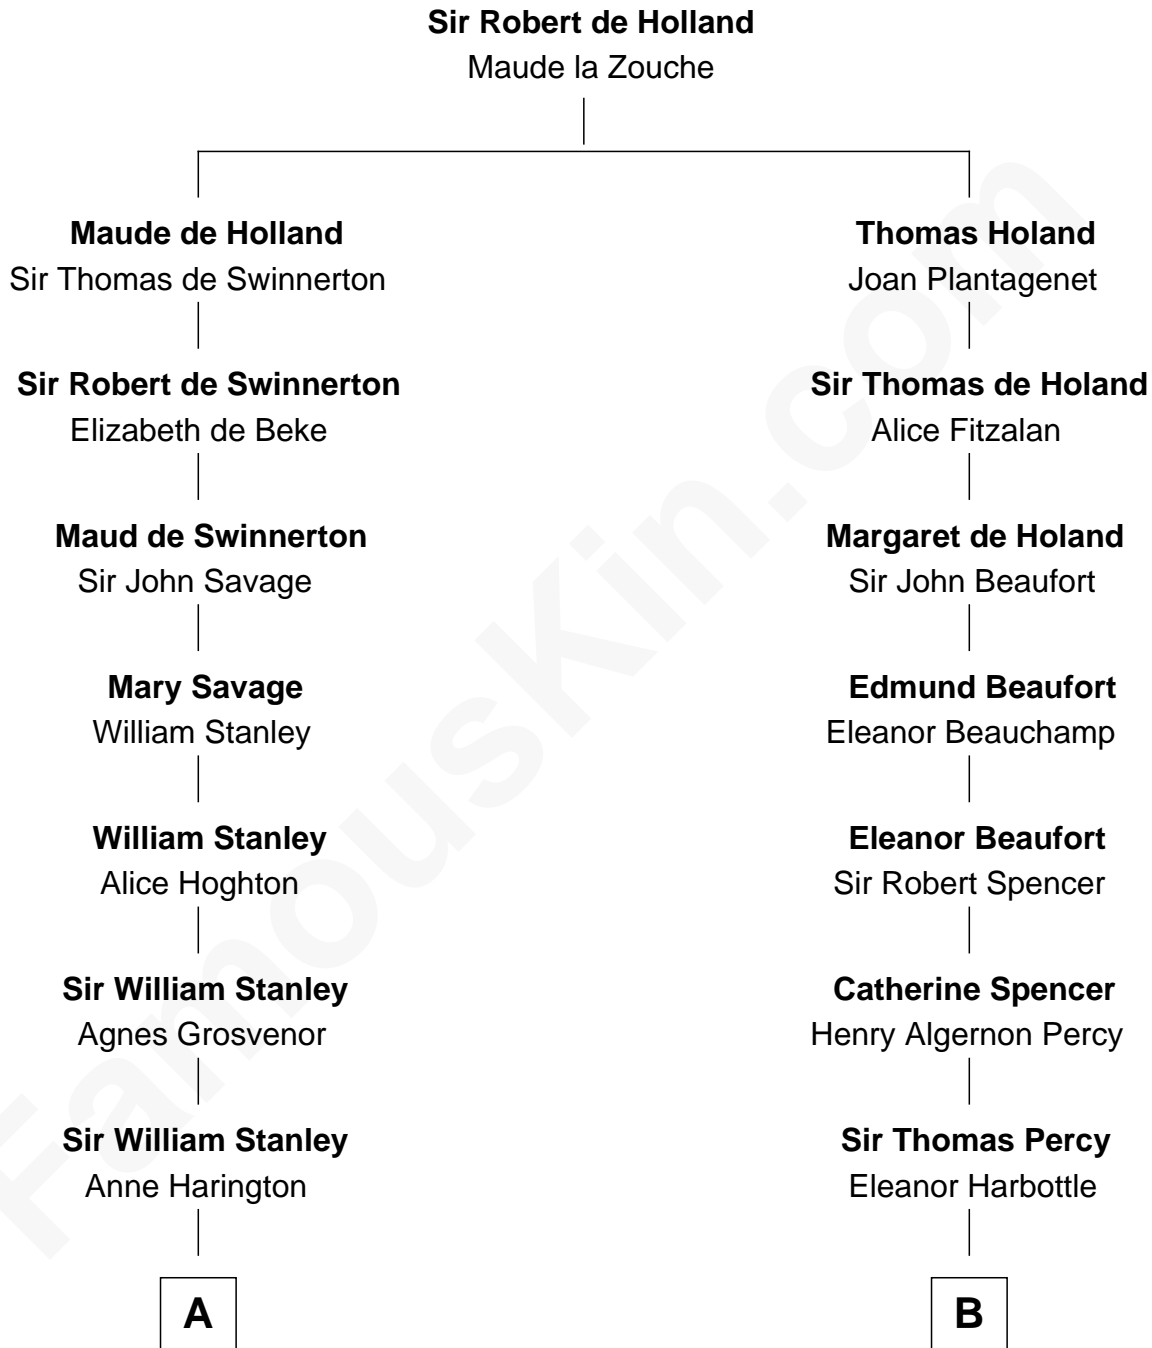 Sir Robert de Holland
Maude la Zouche
Maude de Holland
Sir Thomas de Swinnerton
Thomas Holand
Joan Plantagenet
Sir Robert de Swinnerton
Elizabeth de Beke
Sir Thomas de Holand
Alice Fitzalan
Maud de Swinnerton
Sir John Savage
Margaret de Holand
Sir John Beaufort
Mary Savage
William Stanley
Edmund Beaufort
Eleanor Beauchamp
William Stanley
Alice Hoghton
Eleanor Beaufort
Sir Robert Spencer
Sir William Stanley
Agnes Grosvenor
Catherine Spencer
Henry Algernon Percy
Sir William Stanley
Anne Harington
Sir Thomas Percy
Eleanor Harbottle
A
B
FamousKin.com